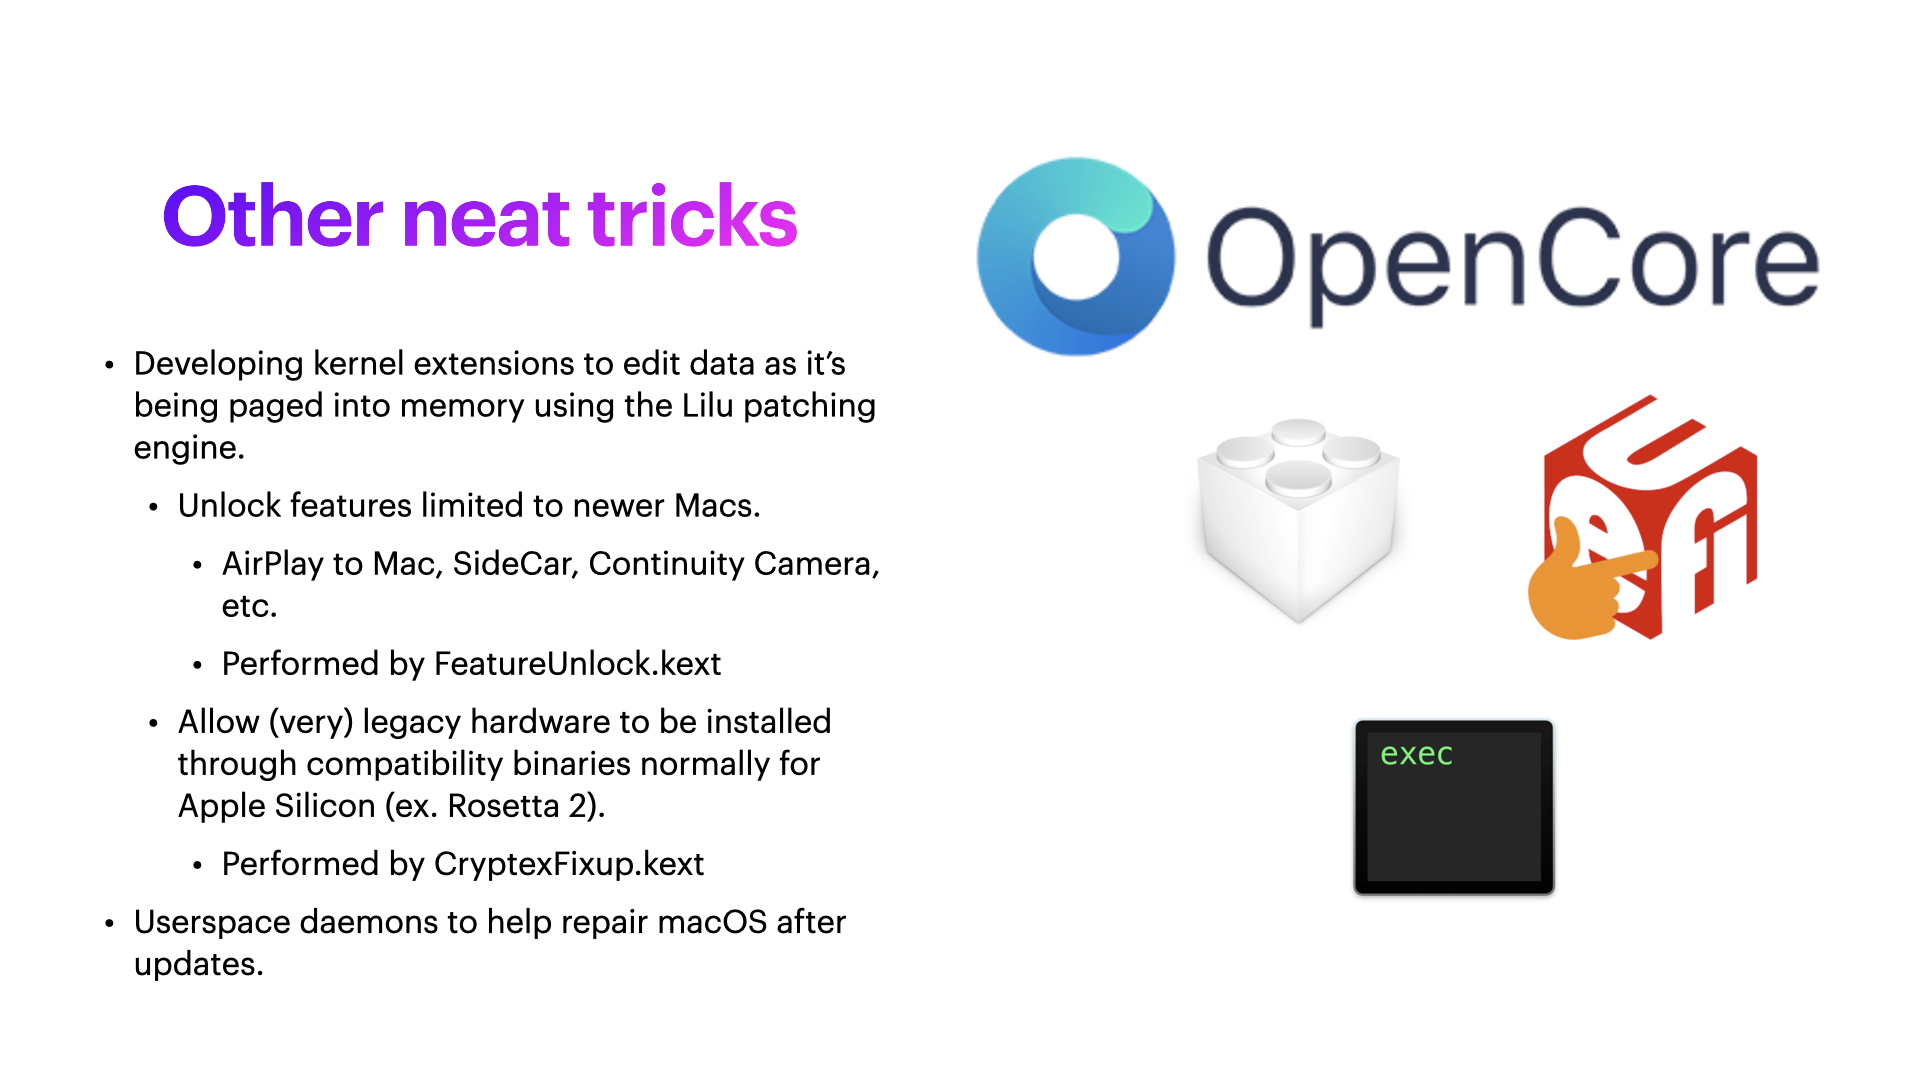 Other neat tricks
• Developing kernel extensions to edit data as it’s
being paged into memory using the Lilu patching
engine.
• Unlock features limited to newer Macs.
• AirPlay to Mac, SideCar, Continuity Camera,
etc.
• Performed by FeatureUnlock.kext
• Allow (very) legacy hardware to be installed
through compatibility binaries normally for
Apple Silicon (ex. Rosetta 2).
• Performed by CryptexFixup.kext
• Userspace daemons to help repair macOS after
updates.
OpenCore
uefi
exec